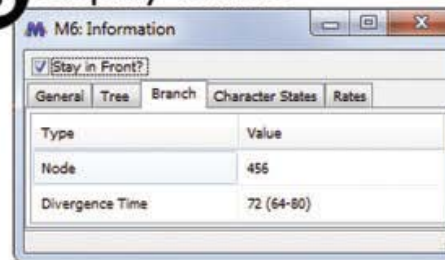 M6: Information
Stay in Front?
General Tree Branch Character States Rates
Type Value
Node 456
Divergence Time 72 (64-80)